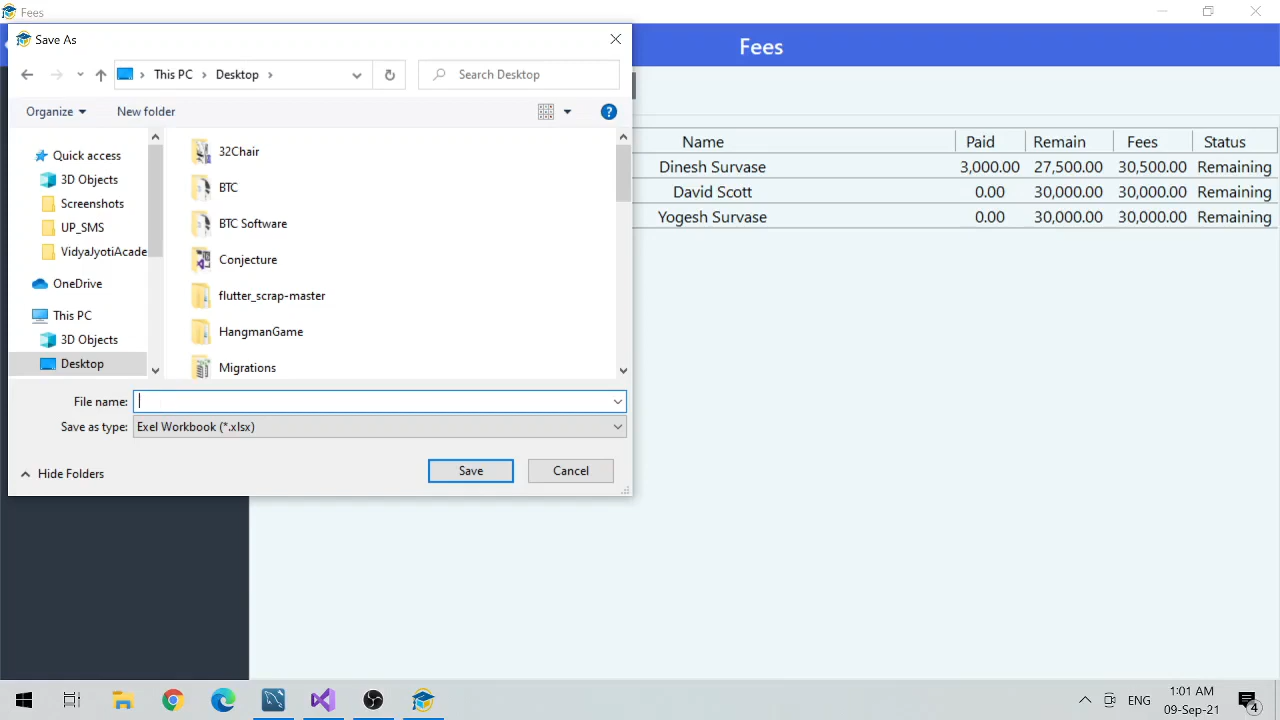 Fees
Save As
Fees
This PC
Desktop
Search Desktop
Organize
New folder
Name Paid Remain Fees Status
Dinesh Survase 3,000.00 27,500.00 30,500.00 Remaining
David Scott 0.00 30,000.00 30,000.00 Remaining
Yogesh Survase 0.00 30,000.00 30,000.00 Remaining
Quick access
3D Objects
Screenshots
UP_SMS
VidyaJyotiAcade
OneDrive
This PC
3D Objects
Desktop
32Chair
BTC
BTC Software
Conjecture
flutter_scrap-master
HangmanGame
Migrations
File name:
Save as type: Exel Workbook (*.xlsx)
Hide Folders
Save
Cancel
ENG
1:01 AM
09-Sep-21
4